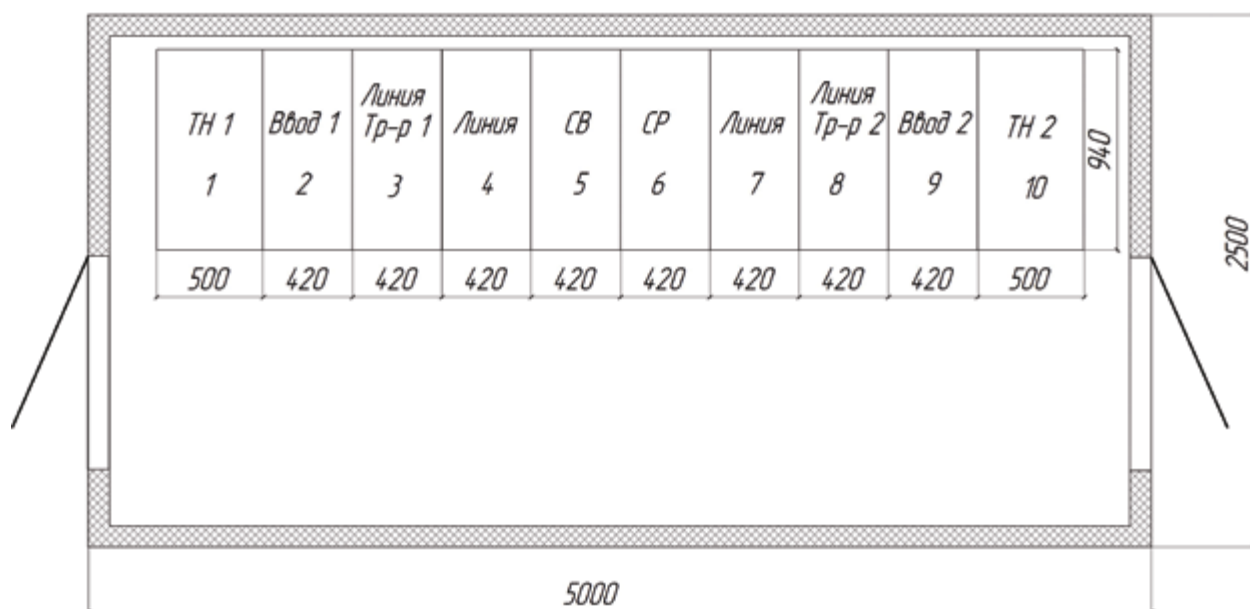 ТН 1
1
Ввод 1
2
Линия
Тр-р 1
3
Линия
4
СВ
5
СР
6
Линия
7
Линия
Тр-р 2
8
Ввод 2
9
ТН 2
10
940
2500
500 420 420 420 420 420 420 420 420 500
5000